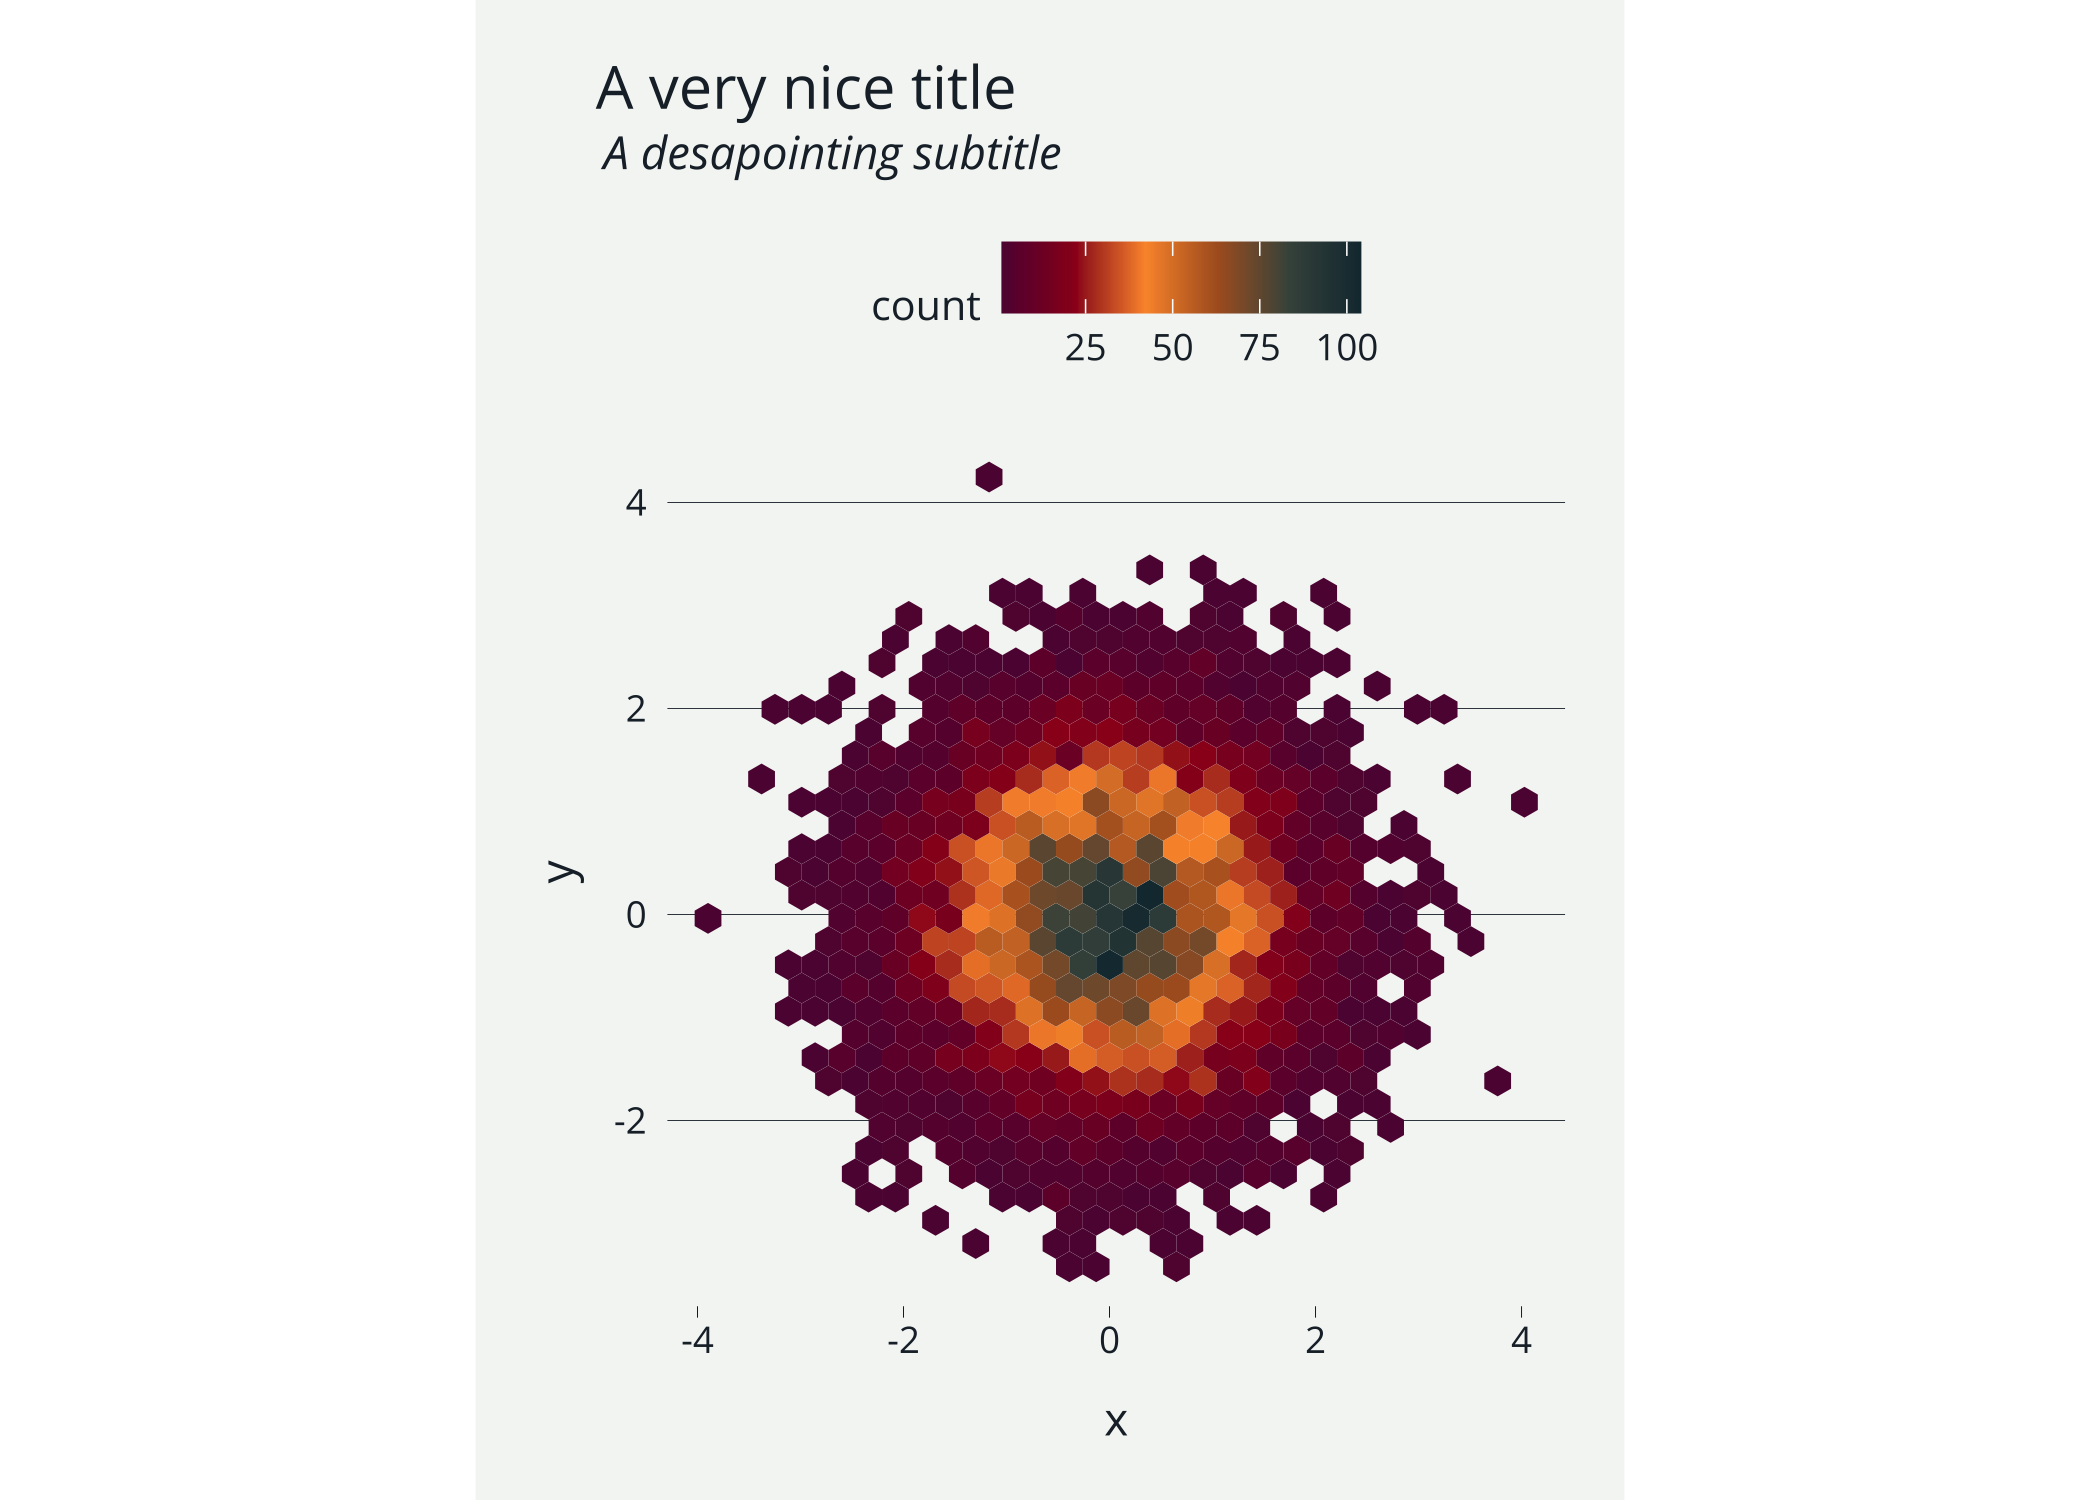 A very nice title
A desapointing subtitle
count
25 50 75 100
4
2
y
0
-2
-4 -2 0 2 4
x